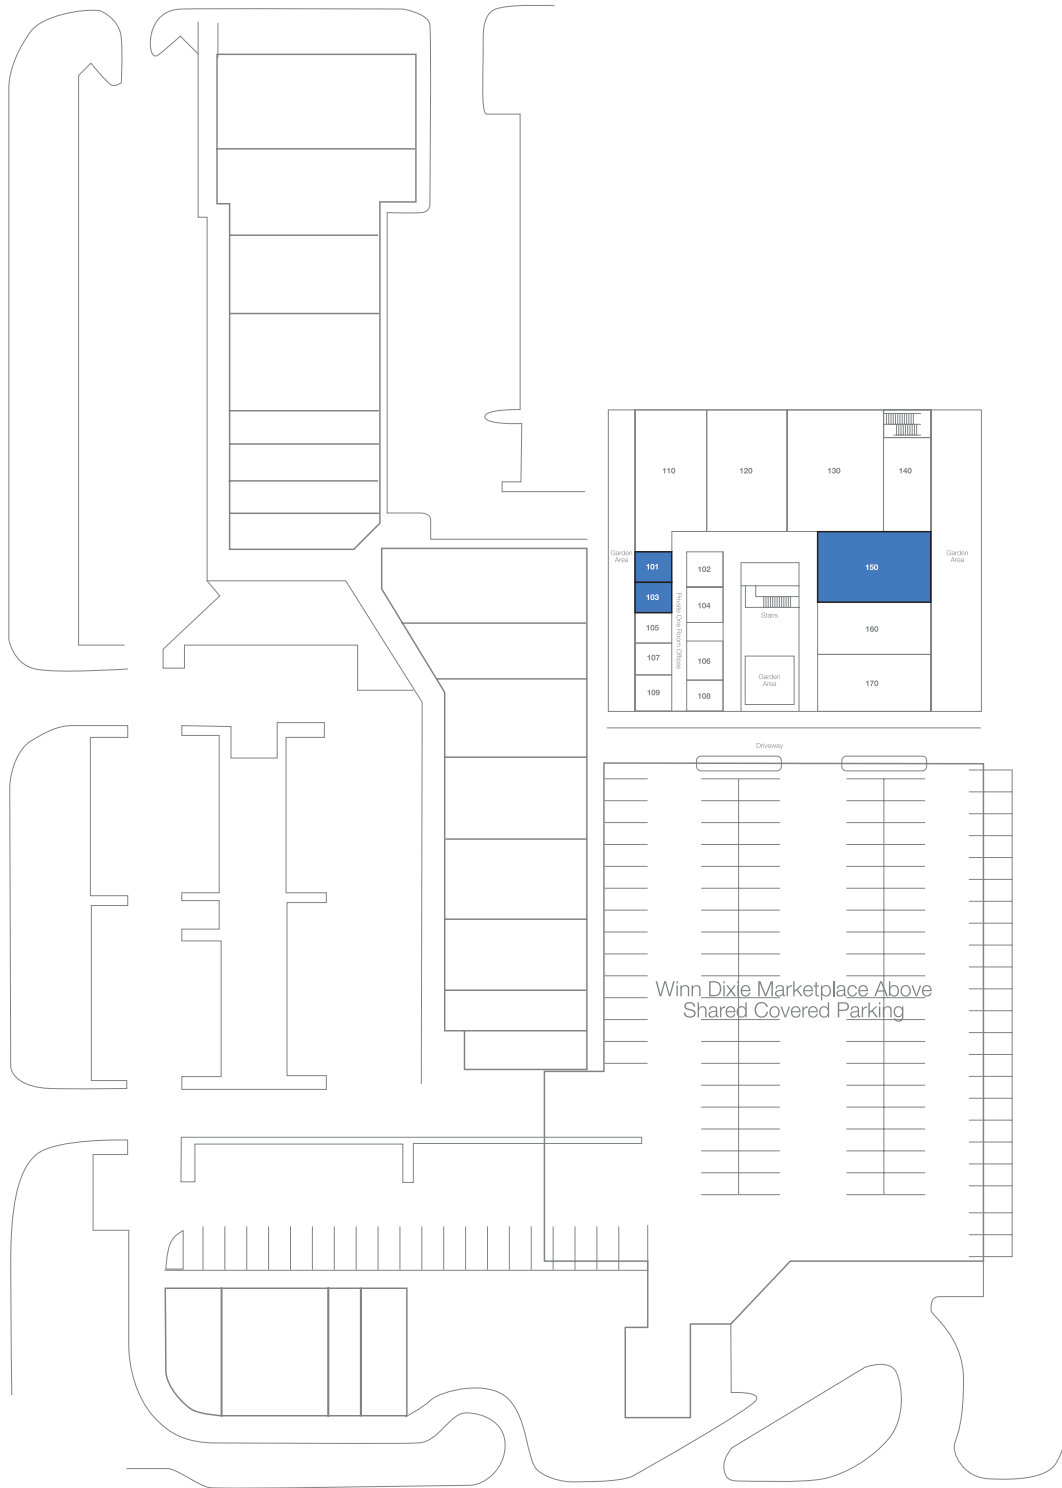 110
120
130
140
Garden
Area
101
102
150
Garden
Area
103
104
Private One Room Offices
Stairs
105
160
107
106
Garden
Area
170
109
108
Driveway
Winn Dixie Marketplace Above
Shared Covered Parking